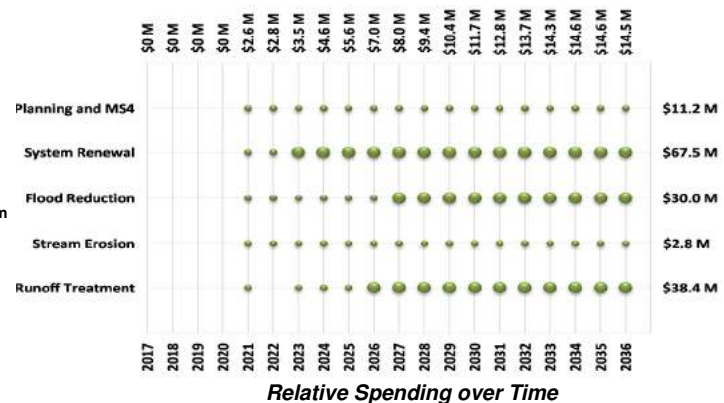 $0 M $0 M $0 M $0 M $2.6 M $2.8 M $3.5 M $4.6 M $5.6 M $7.0 M $8.0 M $9.4 M $10.4 M $11.7 M $12.8 M $13.7 M $14.3 M $14.6 M $14.6 M $14.5 M
Planning and MS4 $11.2 M
System Renewal $67.5 M
Flood Reduction $30.0 M
n
Stream Erosion $2.8 M
Runoff Treatment $38.4 M
2017 2018 2019 2020 2021 2022 2023 2024 2025 2026 2027 2028 2029 2030 2031 2032 2033 2034 2035 2036
Relative Spending over Time